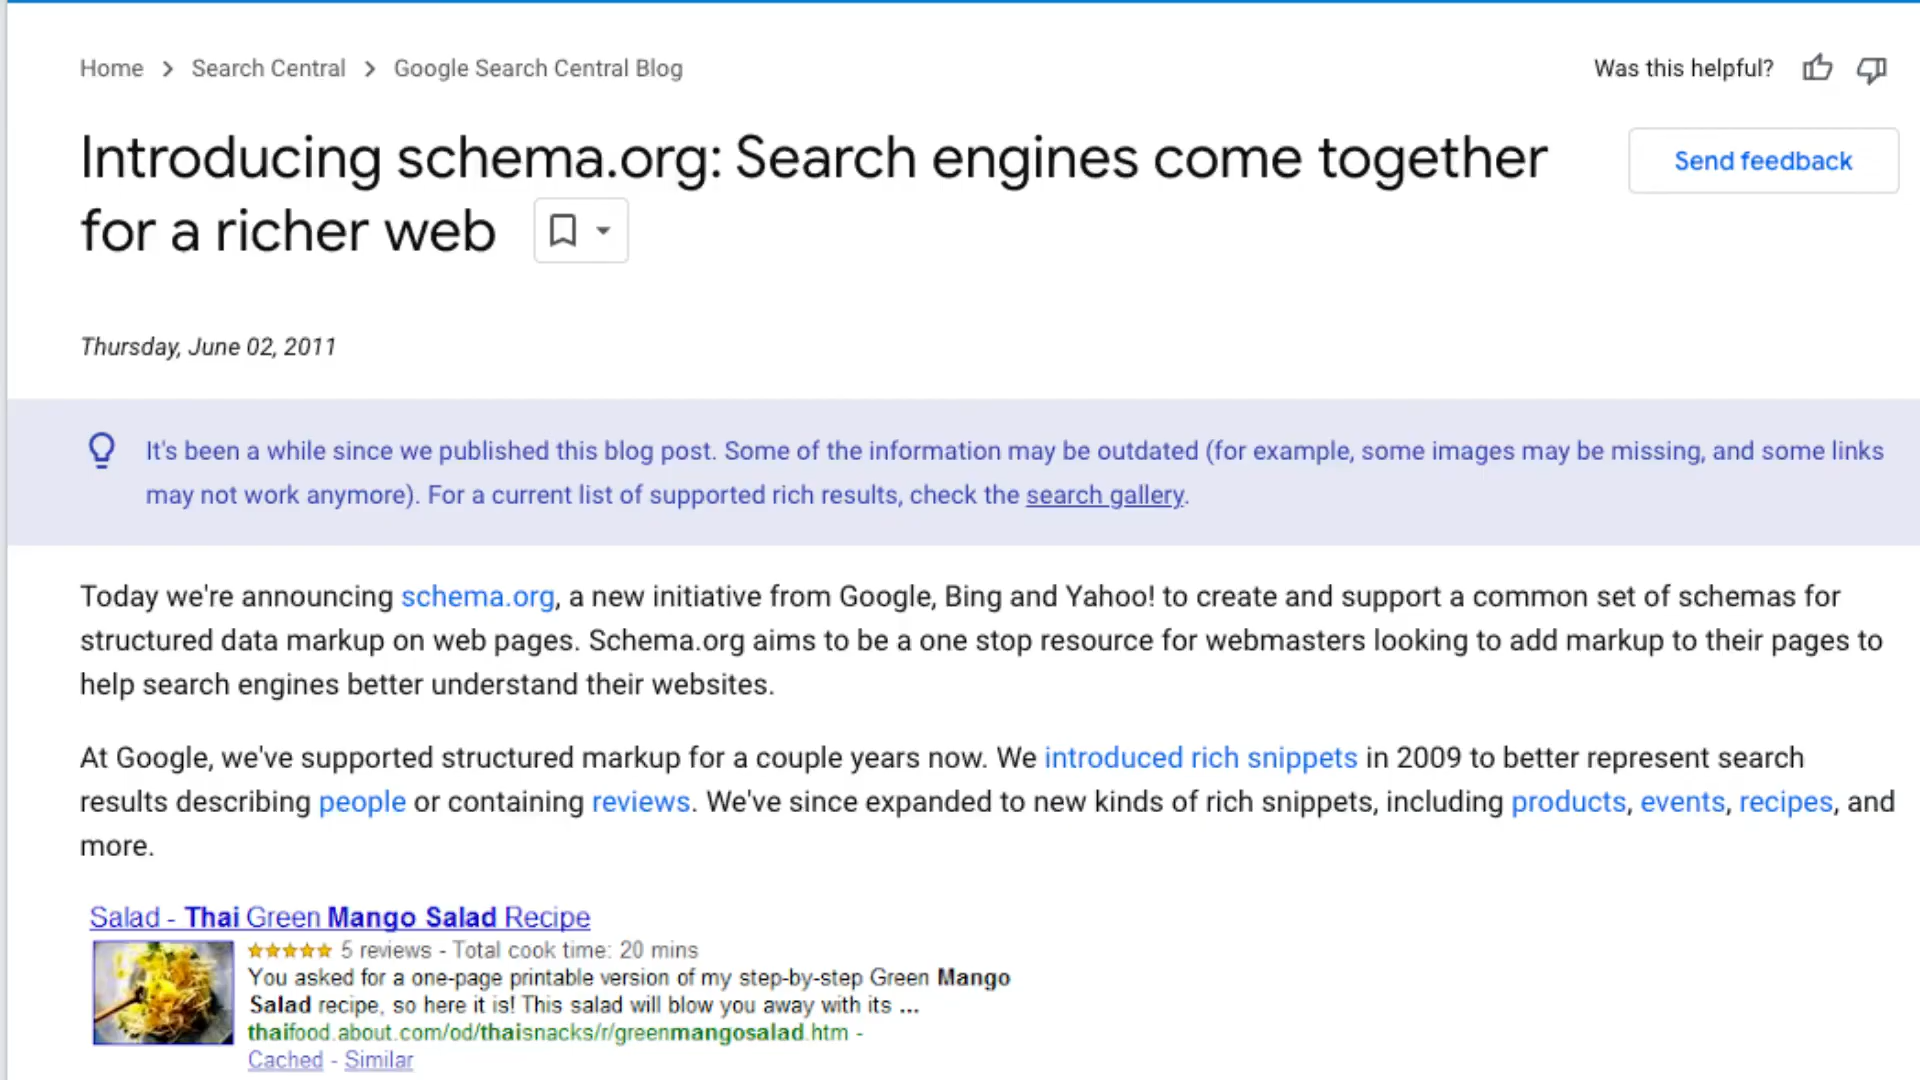 Home > Search Central > Google Search Central Blog
Was this helpful?
Introducing schema.org: Search engines come together
for a richer web
Send feedback
Thursday, June 02, 2011
It's been a while since we published this blog post. Some of the information may be outdated (for example, some images may be missing, and some links
may not work anymore). For a current list of supported rich results, check the search gallery.
Today we're announcing schema.org, a new initiative from Google, Bing and Yahoo! to create and support a common set of schemas for
structured data markup on web pages. Schema.org aims to be a one stop resource for webmasters looking to add markup to their pages to
help search engines better understand their websites.
At Google, we've supported structured markup for a couple years now. We introduced rich snippets in 2009 to better represent search
results describing people or containing reviews. We've since expanded to new kinds of rich snippets, including products, events, recipes, and
more.
Salad - Thai Green Mango Salad Recipe
5 reviews - Total cook time: 20 mins
You asked for a one-page printable version of my step-by-step Green Mango
Salad recipe, so here it is! This salad will blow you away with its ...
thaifood.about.com/od/thaisnacks/r/greenmangosalad.htm -
Cached - Similar